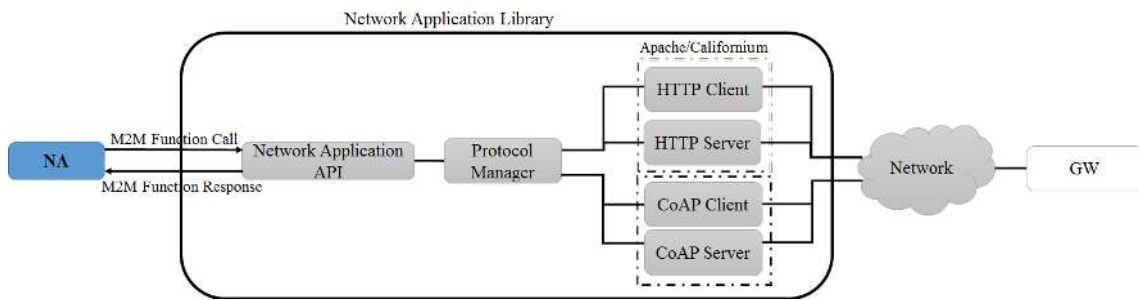 Network Application Library
Apache/Californium
HTTP Client
HTTP Server
M2M Function Call
NA
M2M Function Response
Network Application
API
Protocol
Manager
CoAP Client
CoAP Server
Network
GW